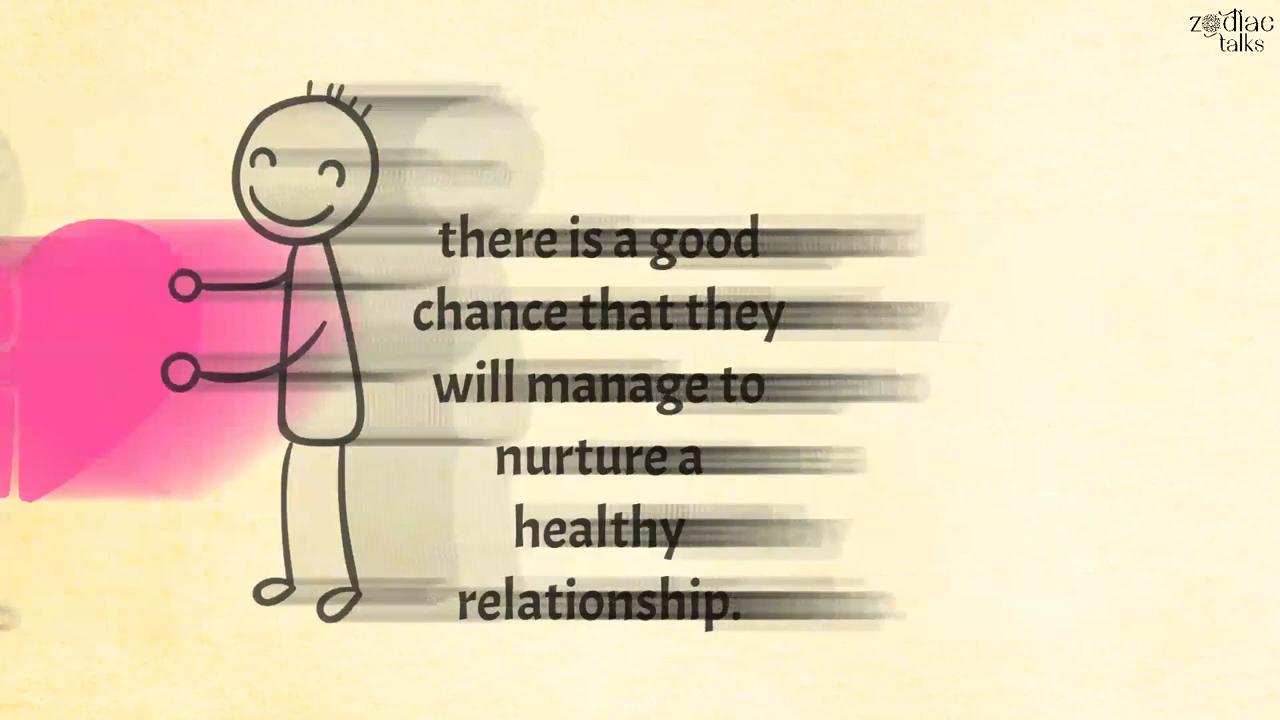 zodiac
talks
there is a good
chance that they
will manage to
nurture a
healthy
relationship.